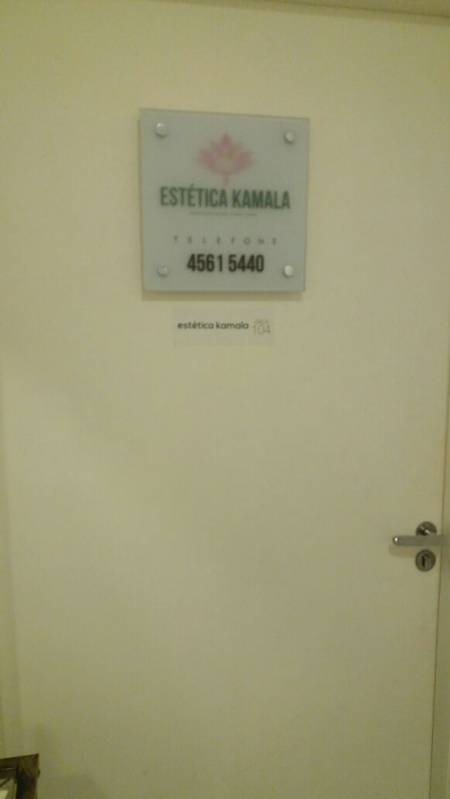 ESTÉTICA KAMALA
TELEFONE
4561 5440
estética kamala
104